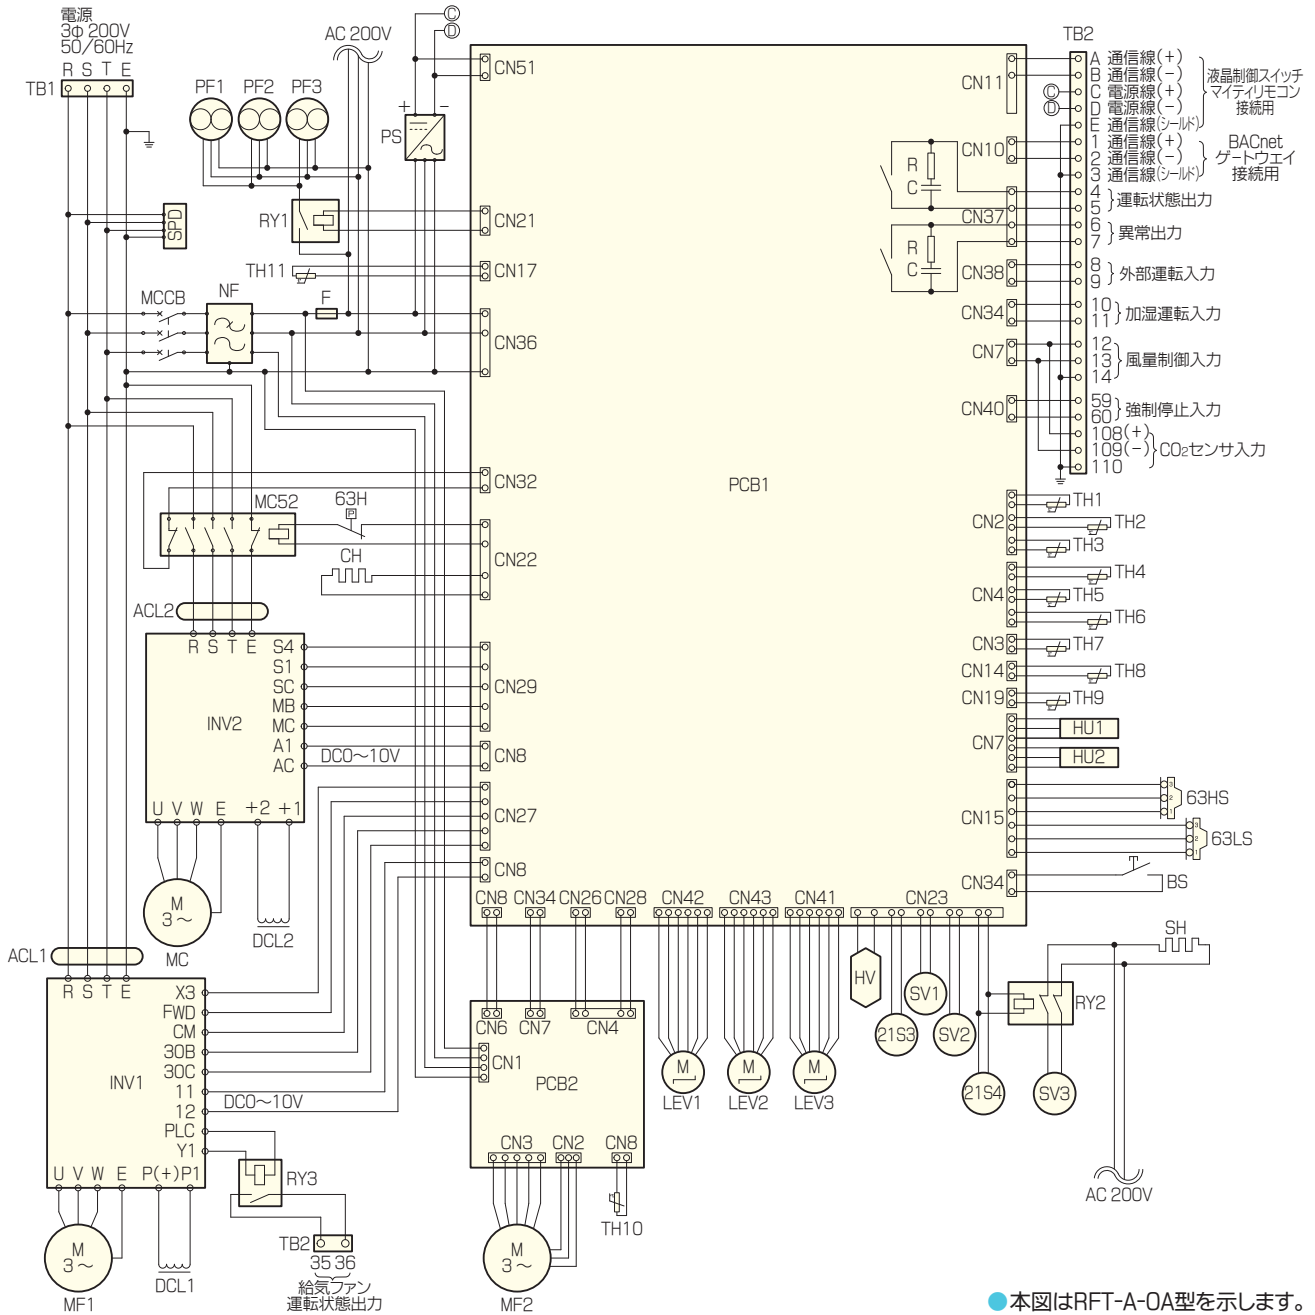 電源
3φ 200V
50/60Hz
R S T E
TB1
AC 200V
C
D
PF1 PF2 PF3
+ −
PS
CN51
RY1
CN21
SPD
TH11
CN17
MCCB
NF
F
CN36
CN32
MC52
63H
P
CN22
CH
ACL2
R S T E
S4
S1
SC
MB
MC
A1
AC
INV2
DC0〜10V
CN29
CN8
U V W E +2 +1
CN27
CN8
M
3〜
MC
DCL2
ACL1
R S T E
X3
FWD
CM
30B
30C
11
12
PLC
Y1
INV1
DC0〜10V
U V W E P(+) P1
RY3
M
3〜
MF1
DCL1
TB2
35 36
給気ファン
運転状態出力
PCB1
CN11
CN10
R
C
CN37
R
C
CN38
CN34
CN7
CN40
CN2
CN4
CN3
CN14
CN19
CN7
CN15
CN34
TB2
A 通信線(+)
B 通信線(−)
C C 電源線(+)
D D 電源線(−)
E 通信線(シールド)
液晶制御スイッチ
マイティリモコン
接続用
1 通信線(+)
2 通信線(−)
3 通信線(シールド)
BACnet
ゲートウエイ
接続用
4
5
運転状態出力
6
7
異常出力
8
9
外部運転入力
10
11
加湿運転入力
12
13
14
風量制御入力
59
60
強制停止入力
108(+)
109(−)
110
CO₂センサ入力
TH1
TH2
TH3
TH4
TH5
TH6
TH7
TH8
TH9
HU1
HU2
3
2
1
63HS
3
2
1
63LS
BS
CN8 CN34 CN26 CN28 CN42 CN43 CN41 CN23
CN6 CN7 CN4
CN1
PCB2
CN3 CN2 CN8
M
3〜
MF2
TH10
M
LEV1
M
LEV2
M
LEV3
HV
21S3
SV1
SV2
21S4
RY2
SV3
SH
AC 200V
●本図はRFT-A-OA型を示します。